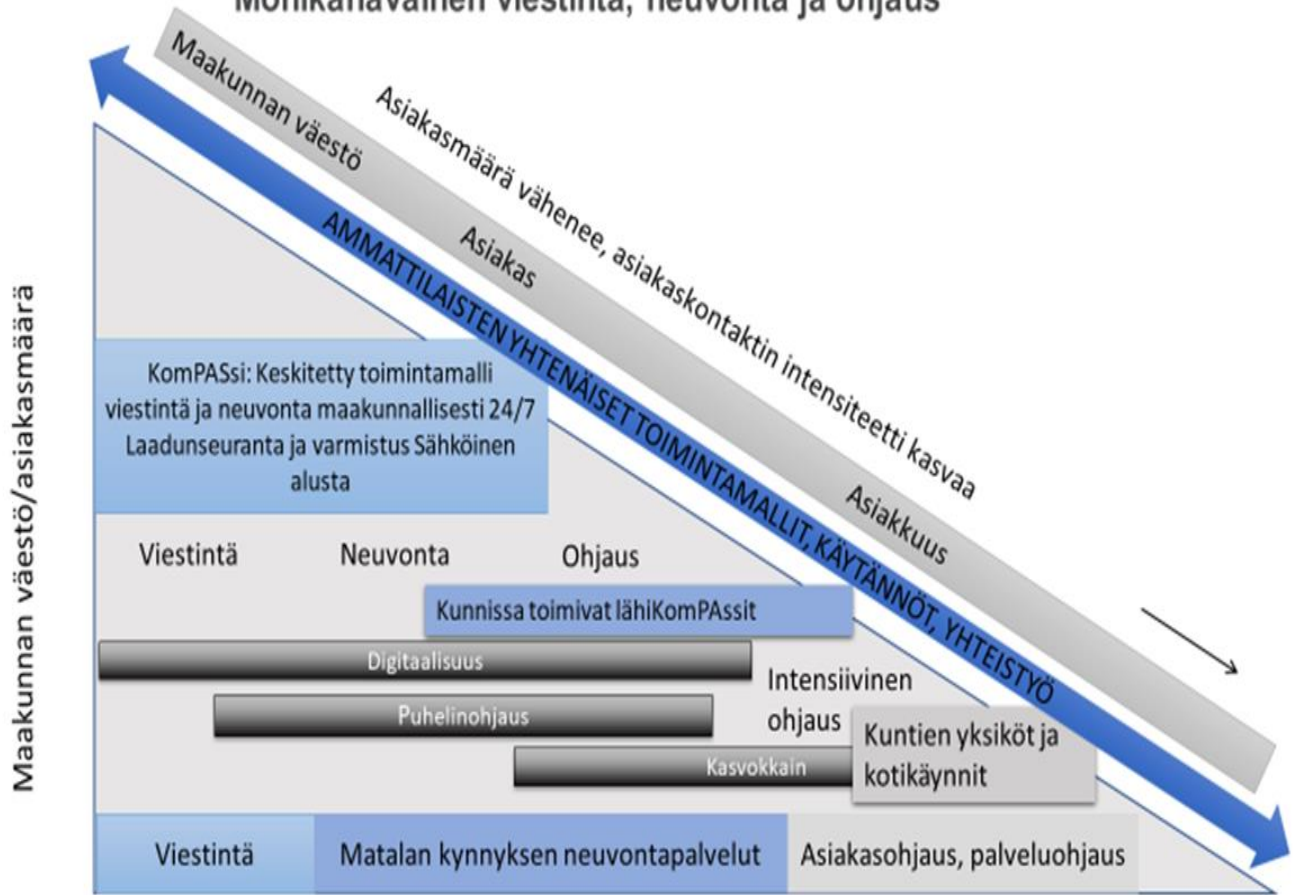 Monikanavainen viestintä, neuvonta ja ohjaus
Maakunnan väestö
Asiakasmäärä vähenee, asiakaskontaktin intensiteetti kasvaa
Asiakas
AMMATTILAISTEN YHTENÄISET TOIMINTAMALLIT, KÄYTÄNNÖT, YHTEISTYÖ
Asiakkuus
Maakunnan väestö/asiakasmäärä
KomPASsi: Keskitetty toimintamalli
viestintä ja neuvonta maakunnallisesti 24/7
Laadunseuranta ja varmistus Sähköinen
alusta
Viestintä
Neuvonta
Ohjaus
Kunnissa toimivat lähiKomPAssit
Digitaalisuus
Puhelinohjaus
Intensiivinen
ohjaus
Kasvokkain
Kuntien yksiköt ja
kotikäynnit
Viestintä
Matalan kynnyksen neuvontapalvelut
Asiakasohjaus, palveluohjaus